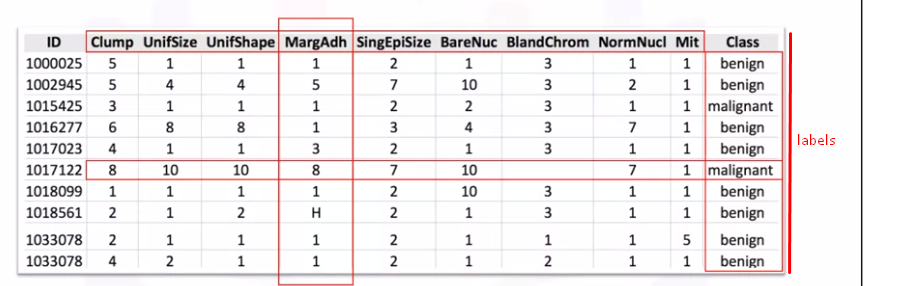 ID Clump UnifSize UnifShape MargAdh SingEpiSize BareNuc BlandChrom NormNucl Mit Class
1000025 5 1 1 1 2 1 3 1 1 benign
1002945 5 4 4 5 7 10 3 2 1 benign
1015425 3 1 1 1 2 2 3 1 1 malignant
1016277 6 8 8 1 3 4 3 7 1 benign
1017023 4 1 1 3 2 1 3 1 1 benign
labels
1017122 8 10 10 8 7 10 7 1 malignant
1018099 1 1 1 1 2 10 3 1 1 benign
1018561 2 1 2 H 2 1 3 1 1 benign
1033078 2 1 1 1 2 1 1 1 5 benign
1033078 4 2 1 1 2 1 2 1 1 benign